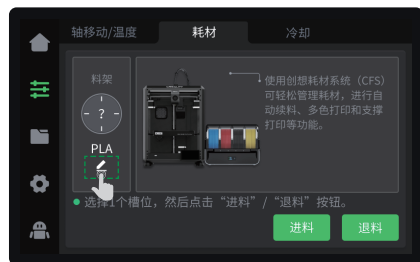 轴移动/温度
耗材
冷却
料架
?
PLA
使用创想耗材系统（CFS）
可轻松管理耗材，进行自
动续料、多色打印和支撑
打印等功能。
选择1个槽位，然后点击“进料”/“退料”按钮。
进料
退料